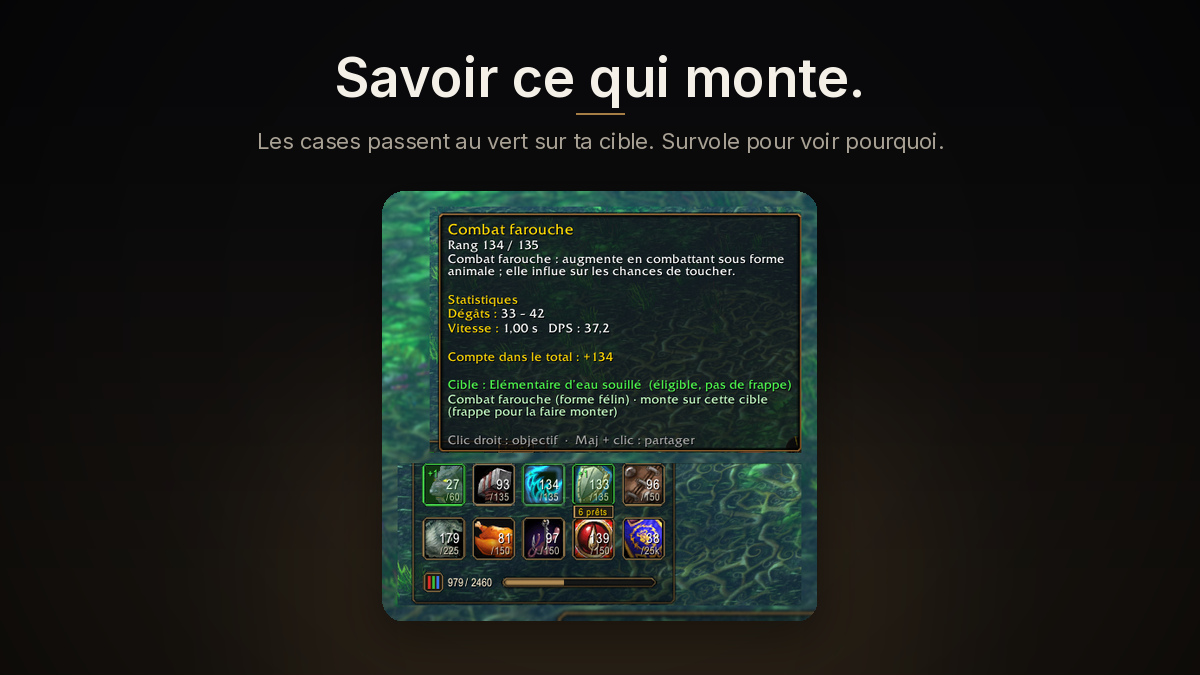 Savoir ce qui monte.
Les cases passent au vert sur ta cible. Survole pour voir pourquoi.
Combat farouche
Rang 134 / 135
Combat farouche : augmente en combattant sous forme
animale ; elle influe sur les chances de toucher.
Statistiques
Dégâts : 33 - 42
Vitesse : 1,00 s DPS : 37,2
Compte dans le total : +134
Cible : Elémentaire d'eau souillé (éligible, pas de frappe)
Combat farouche (forme félin) · monte sur cette cible
(frappe pour la faire monter)
Clic droit : objectif · Maj + clic : partager
27 93 134 133 96
/60 /135 /135 /135 /150
6 prêts
179 81 97 139 88
/225 /150 /150 /150 /25k
979 / 2460